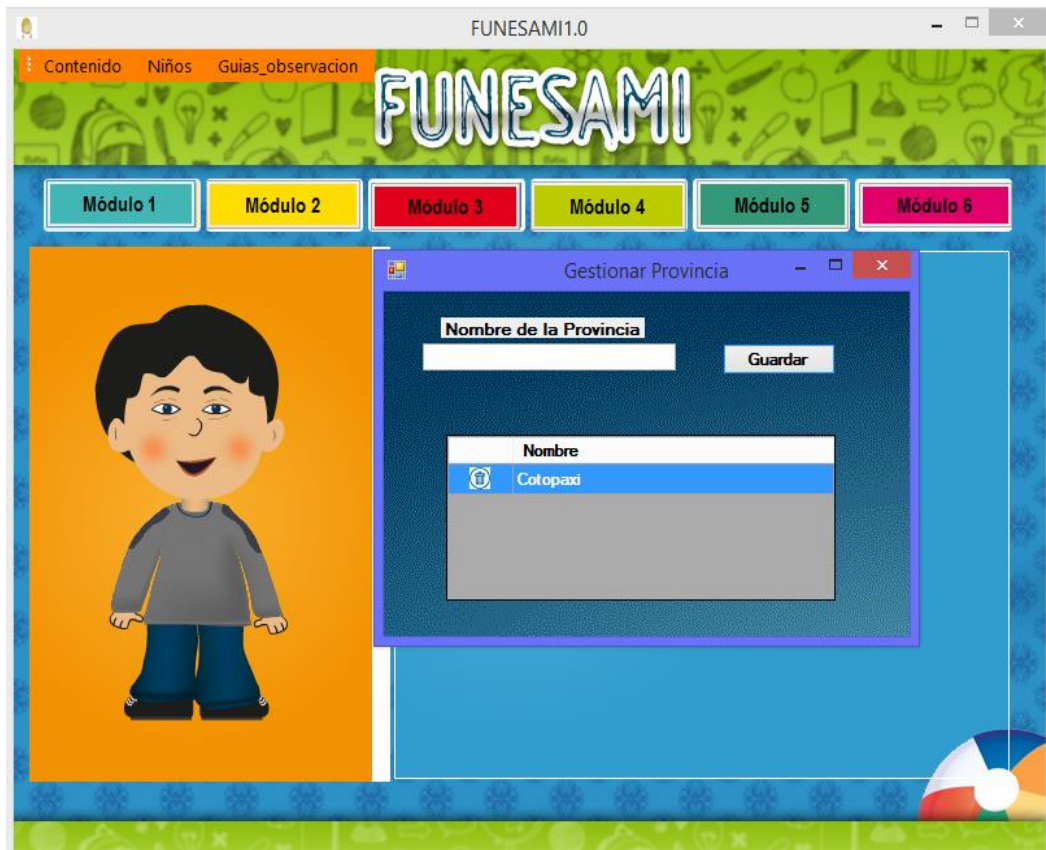 FUNESAMI1.0
Contenido Niños Guias_observacion
FUNESAMI
Módulo 1 Módulo 2 Módulo 3 Módulo 4 Módulo 5 Módulo 6
Gestionar Provincia
Nombre de la Provincia
Guardar
Nombre
Cotopaxi